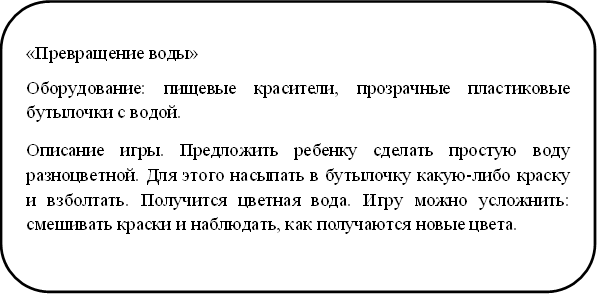 «Превращение воды»
Оборудование: пищевые красители, прозрачные пластиковые
бутылочки с водой.
Описание игры. Предложить ребенку сделать простую воду
разноцветной. Для этого насыпать в бутылочку какую-либо краску
и взболтать. Получится цветная вода. Игру можно усложнить:
смешивать краски и наблюдать, как получаются новые цвета.